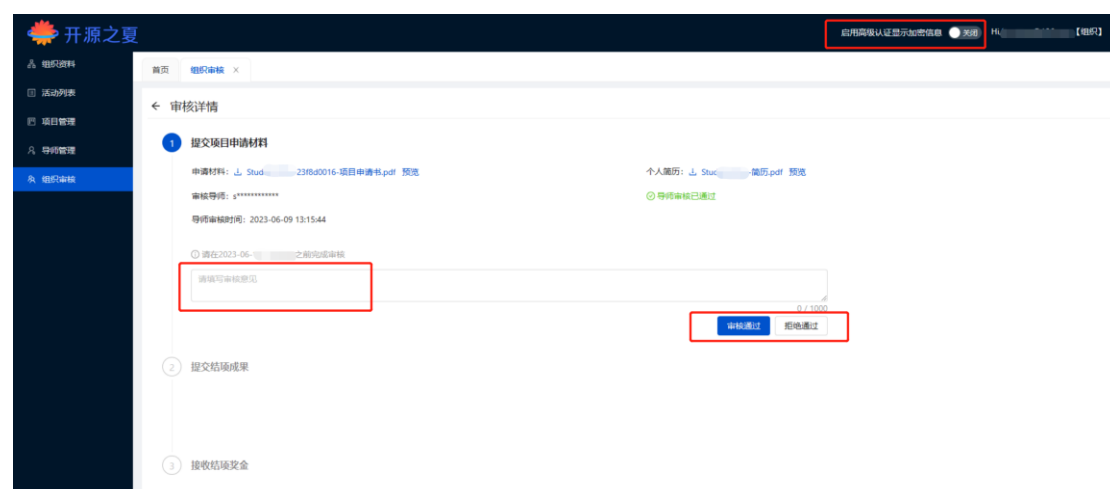 开源之夏
启用高级认证显示加密信息 关闭 Hi, 【组织】
组织资料
首页 组织审核 ×
活动列表
← 审核详情
项目管理
1 提交项目申请材料
导师管理
申请材料: Stud 23f8d0016-项目申请书.pdf 预览 个人简历: Stud -简历.pdf 预览
组织审核
审核导师: s************ 导师审核已通过
导师审核时间: 2023-06-09 13:15:44
请在2023-06- 之前完成审核
请填写审核意见
0 / 1000
审核通过 拒绝通过
2 提交结项成果
3 接收结项奖金